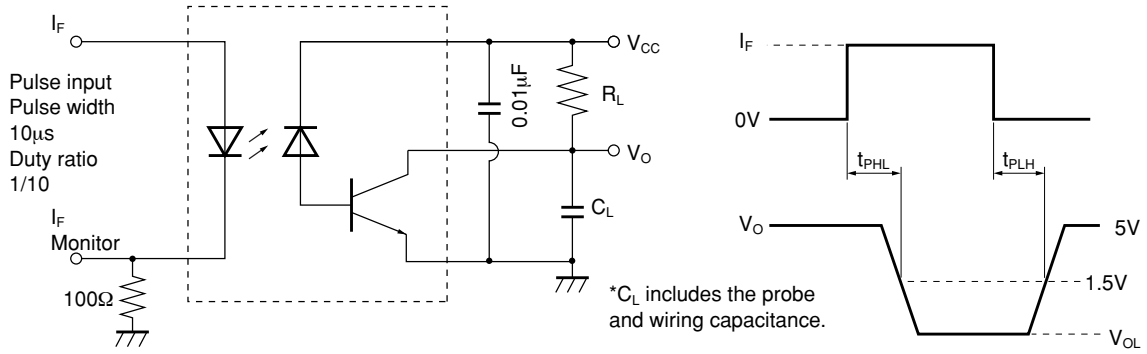 I_F
Pulse input
Pulse width
10μs
Duty ratio
1/10
I_F
Monitor
100Ω
0.01μF
V_CC
R_L
V_O
C_L
*C_L includes the probe
and wiring capacitance.
I_F
0V
t_PHL
t_PLH
V_O
5V
1.5V
V_OL